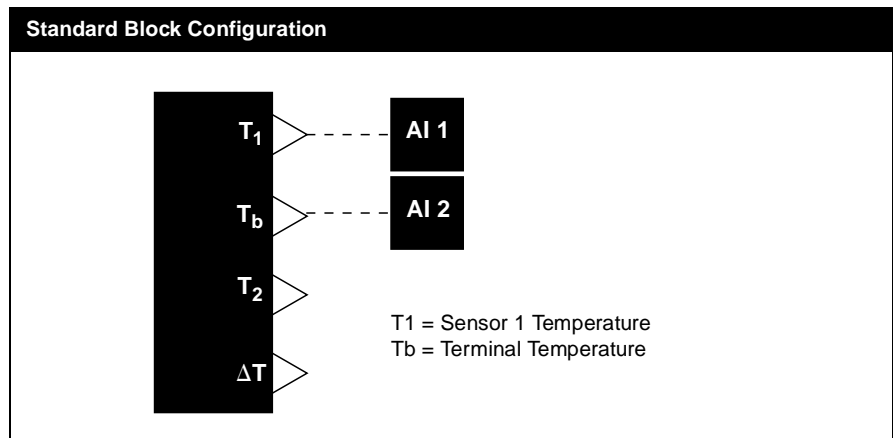 Standard Block Configuration
T1
AI 1
Tb
AI 2
T2
T1 = Sensor 1 Temperature
Tb = Terminal Temperature
ΔT